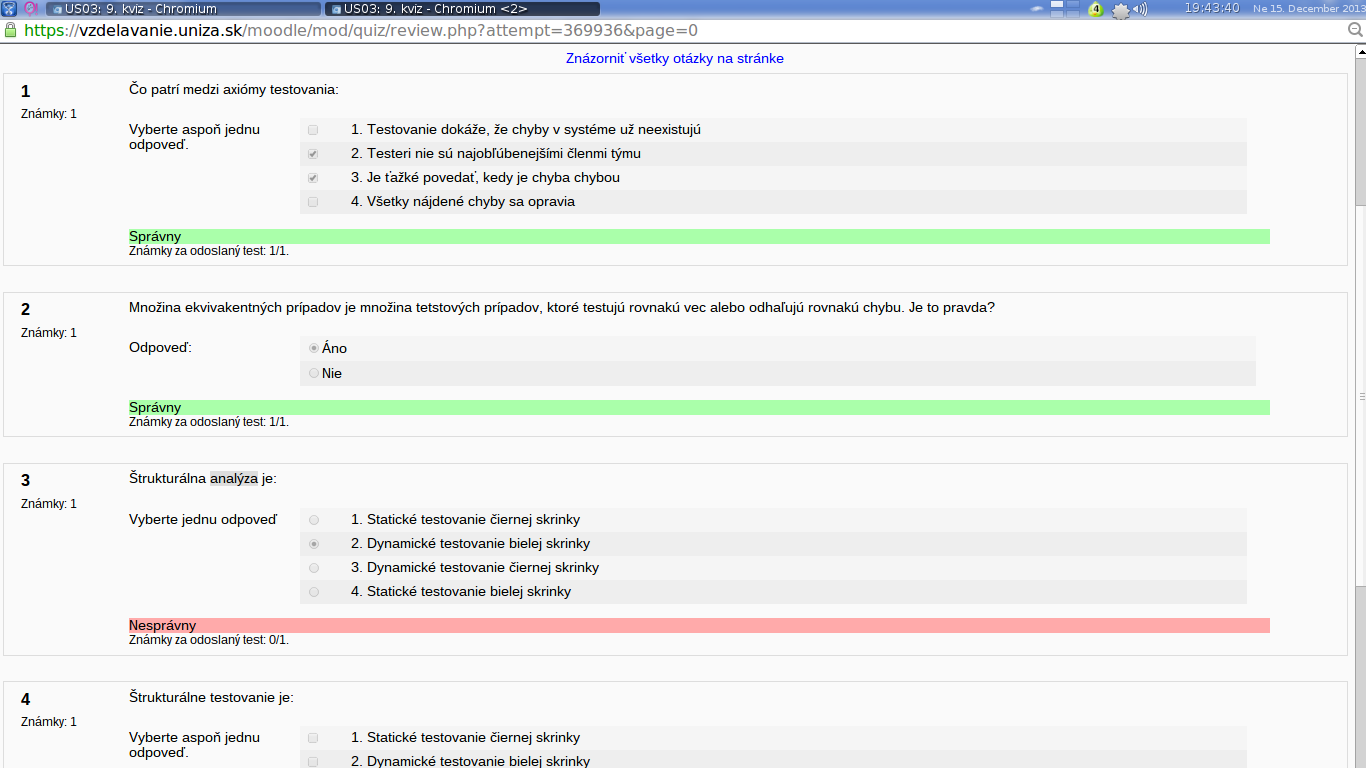 US03: 9. kviz - Chromium
US03: 9. kviz - Chromium <2>
4
19:43:40
Ne 15. December 2013
https://vzdelavanie.uniza.sk/moodle/mod/quiz/review.php?attempt=369936&page=0
Znázorniť všetky otázky na stránke
1
Známky: 1
Čo patrí medzi axiómy testovania:
Vyberte aspoň jednu
odpoveď.
1. Testovanie dokáže, že chyby v systéme už neexistujú
2. Testeri nie sú najobľúbenejšími členmi týmu
3. Je ťažké povedať, kedy je chyba chybou
4. Všetky nájdené chyby sa opravia
Správny
Známky za odoslaný test: 1/1.
2
Známky: 1
Množina ekvivakentných prípadov je množina tetstových prípadov, ktoré testujú rovnakú vec alebo odhaľujú rovnakú chybu. Je to pravda?
Odpoveď:
Áno
Nie
Správny
Známky za odoslaný test: 1/1.
3
Známky: 1
Štrukturálna analýza je:
Vyberte jednu odpoveď
1. Statické testovanie čiernej skrinky
2. Dynamické testovanie bielej skrinky
3. Dynamické testovanie čiernej skrinky
4. Statické testovanie bielej skrinky
Nesprávny
Známky za odoslaný test: 0/1.
4
Známky: 1
Štrukturálne testovanie je:
Vyberte aspoň jednu
odpoveď.
1. Statické testovanie čiernej skrinky
2. Dynamické testovanie bielej skrinky